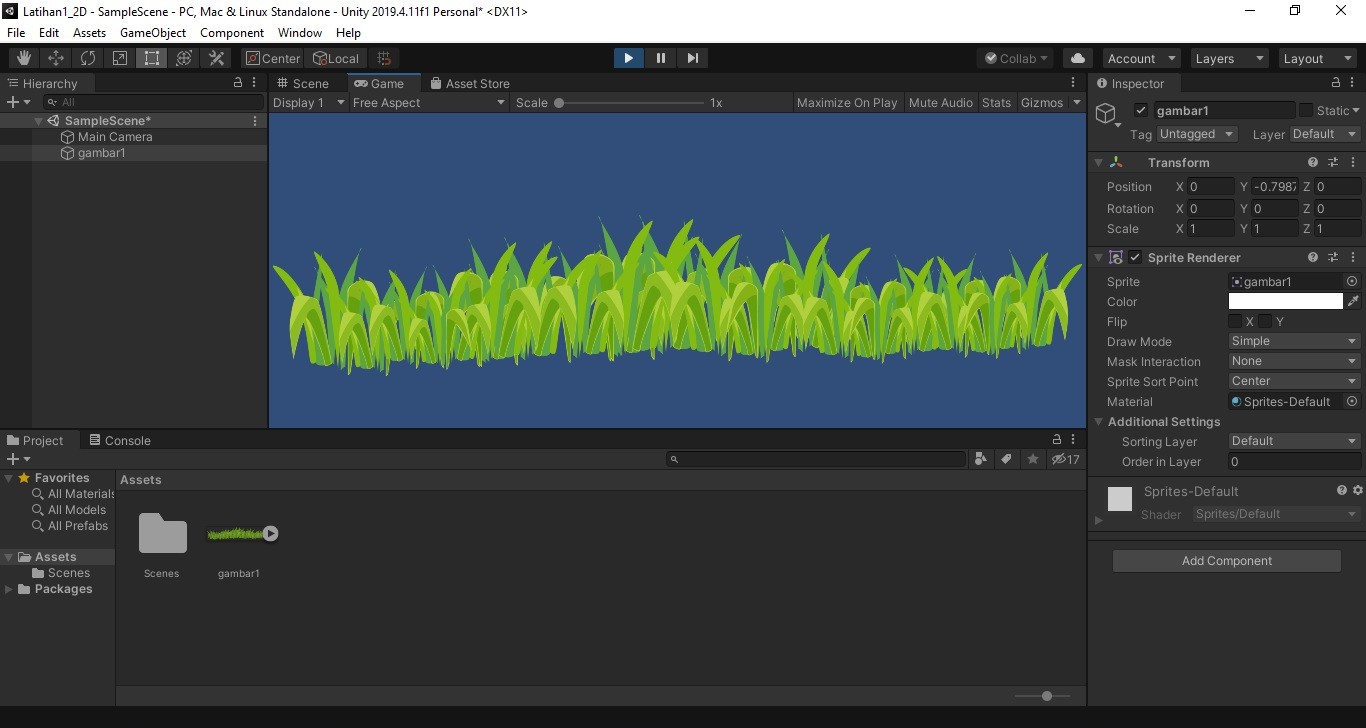 Latihan1_2D - SampleScene - PC, Mac & Linux Standalone - Unity 2019.4.11f1 Personal* <DX11>
File Edit Assets GameObject Component Window Help
Center Local Collab Account Layers Layout
Hierarchy
All
SampleScene*
Main Camera
gambar1
Scene Game Asset Store
Display 1 Free Aspect Scale 1x Maximize On Play Mute Audio Stats Gizmos
Inspector
gambar1 Static
Tag Untagged Layer Default
Transform
Position X 0 Y -0.7987 Z 0
Rotation X 0 Y 0 Z 0
Scale X 1 Y 1 Z 1
Sprite Renderer
Sprite gambar1
Color
Flip X Y
Draw Mode Simple
Mask Interaction None
Sprite Sort Point Center
Material Sprites-Default
Additional Settings
Sorting Layer Default
Order in Layer 0
Sprites-Default
Shader Sprites/Default
Add Component
Project Console
17
Favorites
All Materials
All Models
All Prefabs
Assets
Scenes
Packages
Assets
Scenes gambar1